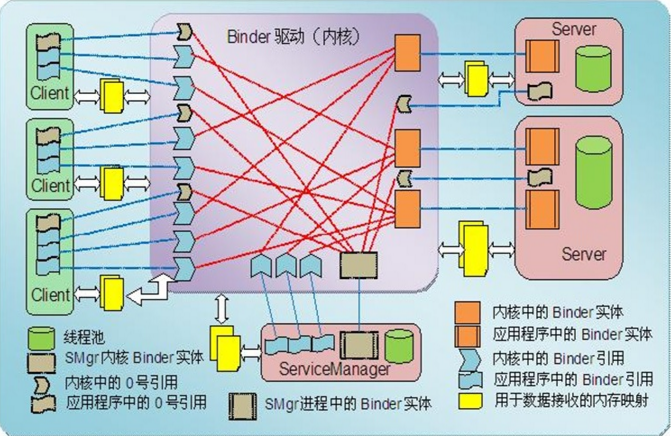 Binder 驱动（内核）
Server
Client
Client
Client
Server
ServiceManager
线程池
SMgr内核Binder实体
内核中的0号引用
应用程序中的0号引用
SMgr进程中的Binder实体
内核中的Binder实体
应用程序中的Binder实体
内核中的Binder引用
应用程序中的Binder引用
用于数据接收的内存映射